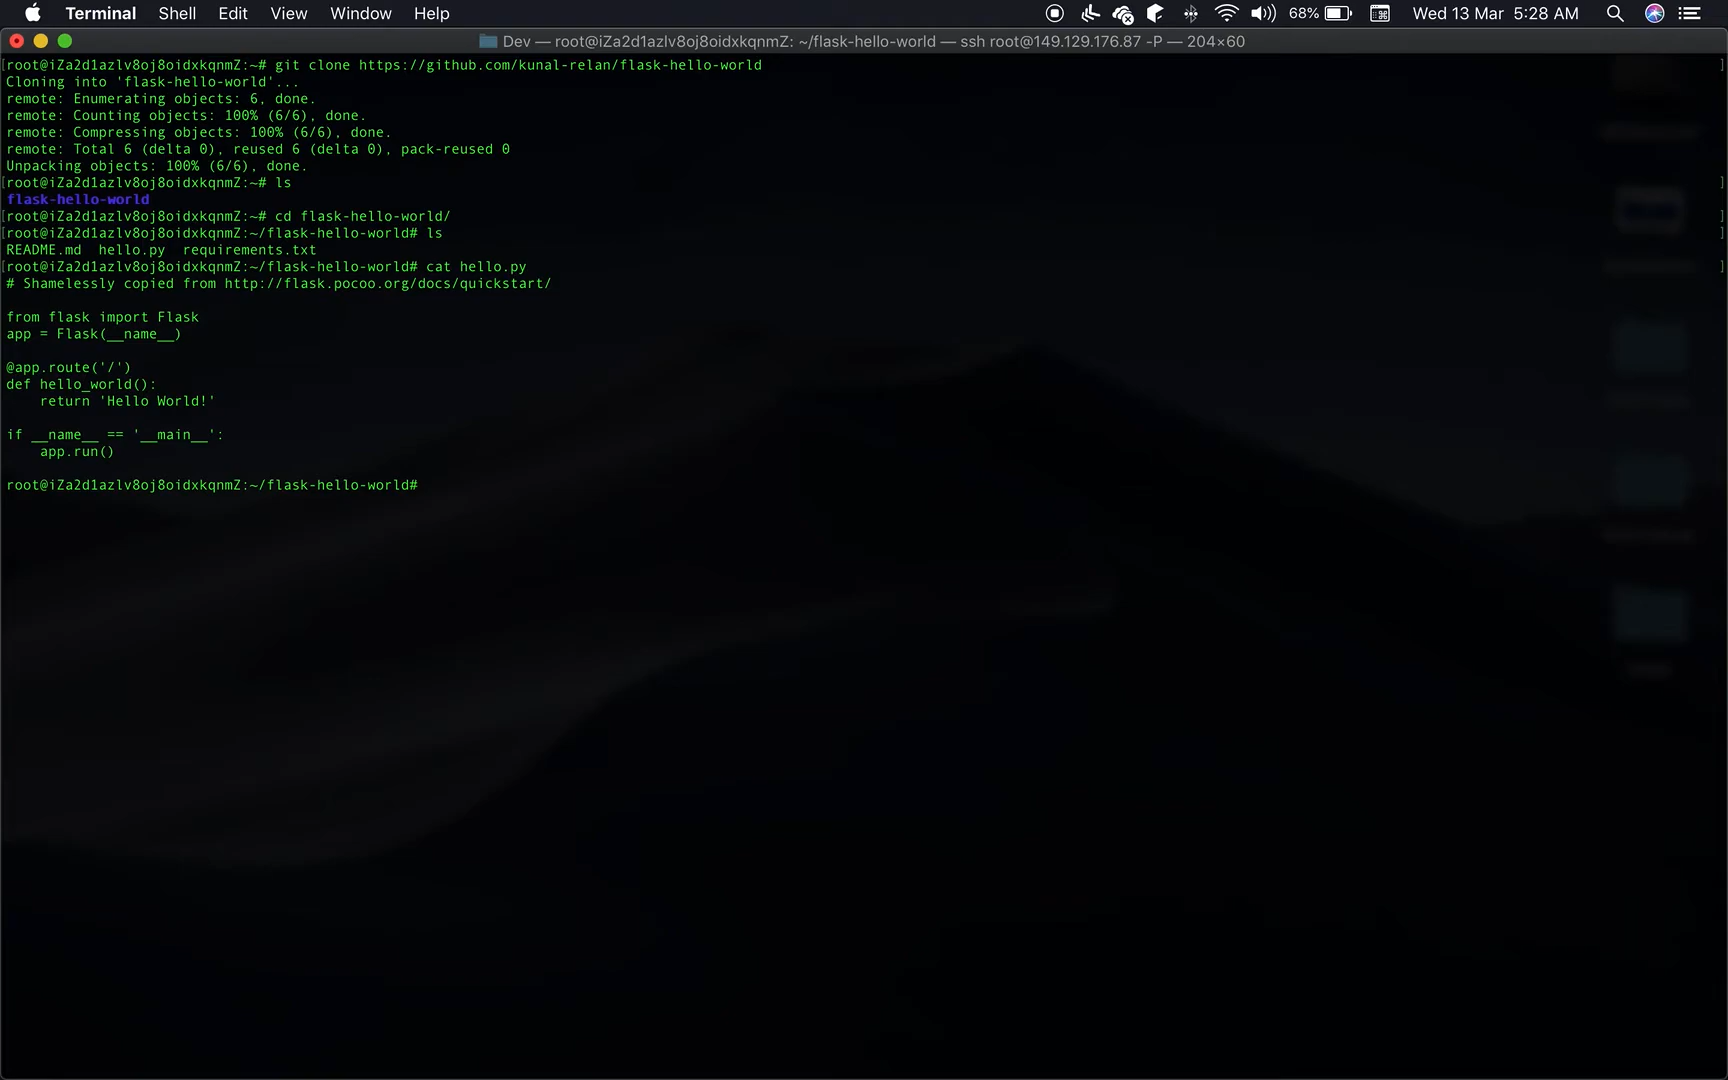 Terminal Shell Edit View Window Help 68% Wed 13 Mar 5:28 AM
Dev — root@iZa2d1azlv8oj8oidxkqnmZ: ~/flask-hello-world — ssh root@149.129.176.87 -P — 204×60
[root@iZa2d1azlv8oj8oidxkqnmZ:~# git clone https://github.com/kunal-relan/flask-hello-world ]
Cloning into 'flask-hello-world'...
remote: Enumerating objects: 6, done.
remote: Counting objects: 100% (6/6), done.
remote: Compressing objects: 100% (6/6), done.
remote: Total 6 (delta 0), reused 6 (delta 0), pack-reused 0
Unpacking objects: 100% (6/6), done.
[root@iZa2d1azlv8oj8oidxkqnmZ:~# ls ]
flask-hello-world
[root@iZa2d1azlv8oj8oidxkqnmZ:~# cd flask-hello-world/ ]
[root@iZa2d1azlv8oj8oidxkqnmZ:~/flask-hello-world# ls ]
README.md  hello.py  requirements.txt
[root@iZa2d1azlv8oj8oidxkqnmZ:~/flask-hello-world# cat hello.py ]
# Shamelessly copied from http://flask.pocoo.org/docs/quickstart/
from flask import Flask
app = Flask(__name__)
@app.route('/')
def hello_world():
    return 'Hello World!'
if __name__ == '__main__':
    app.run()
root@iZa2d1azlv8oj8oidxkqnmZ:~/flask-hello-world#